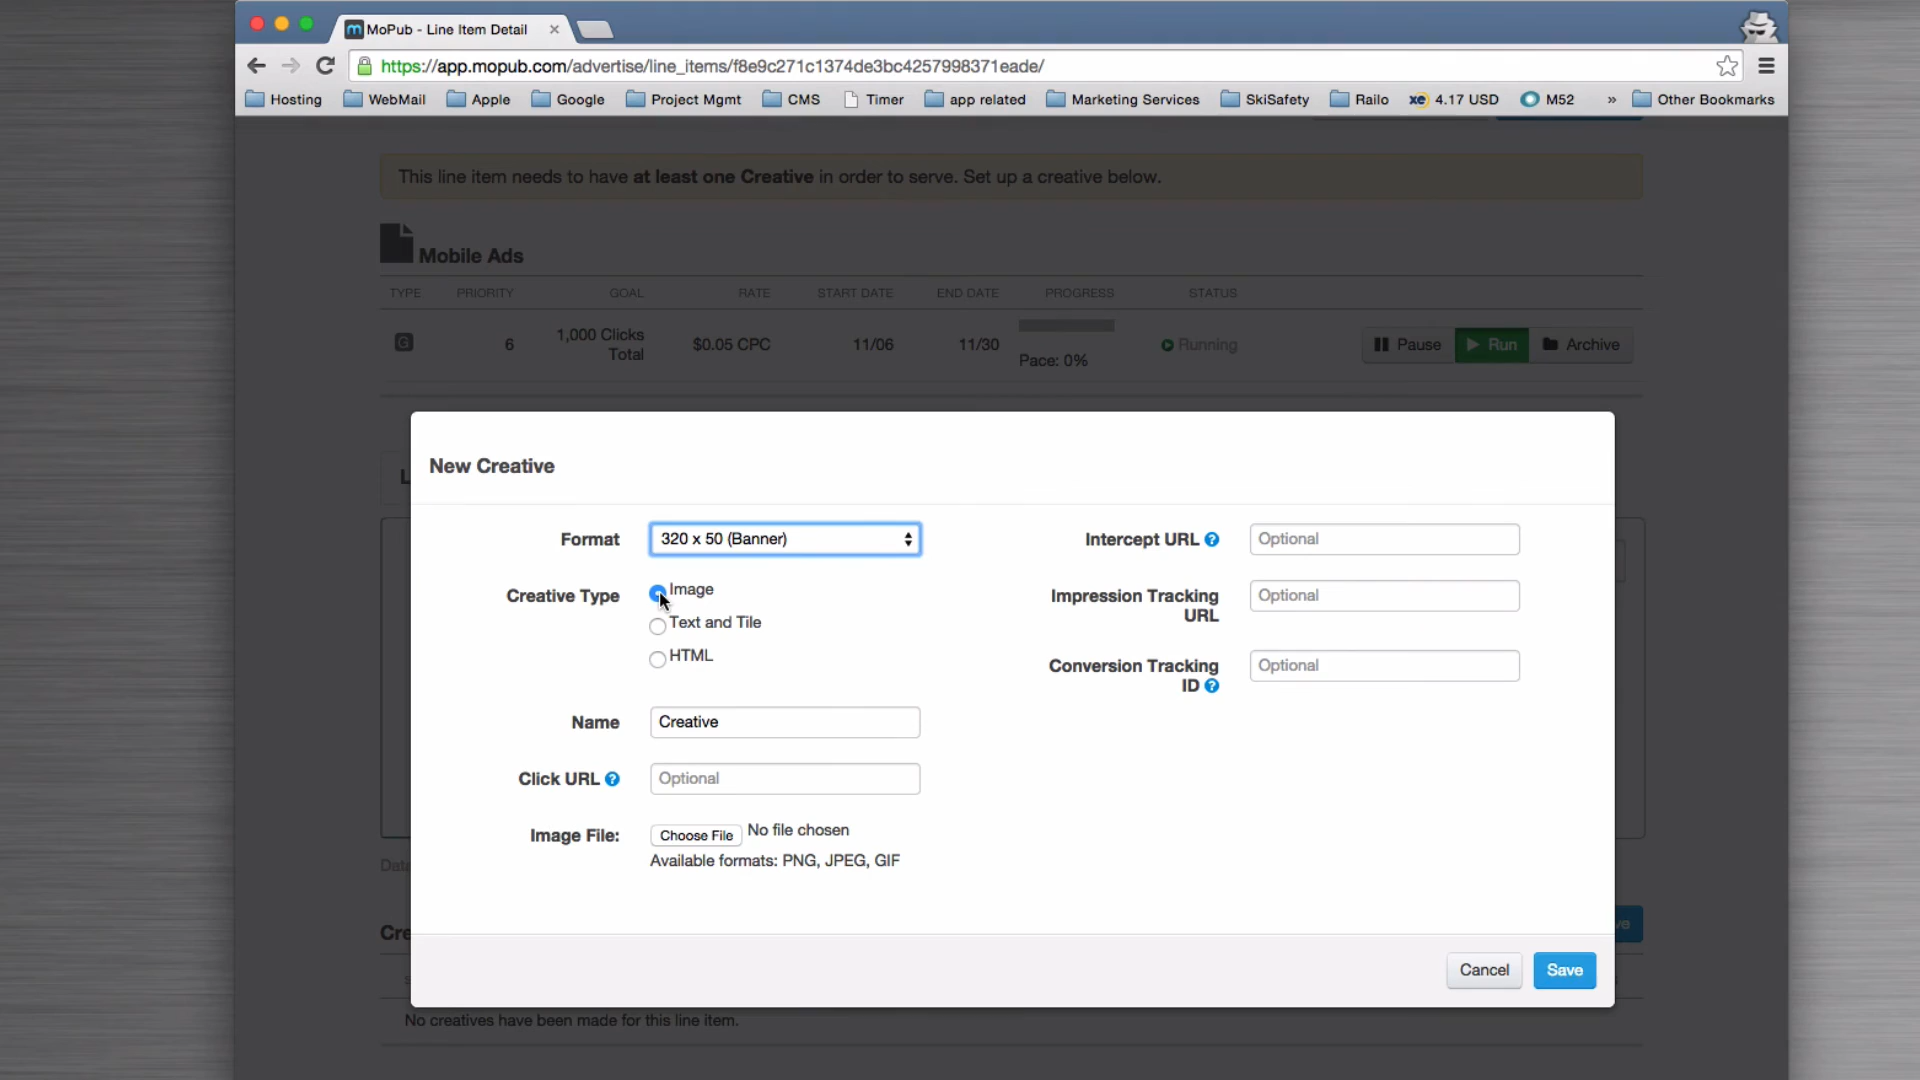 MoPub - Line Item Detail
https://app.mopub.com/advertise/line_items/f8e9c271c1374de3bc4257998371eade/
Hosting WebMail Apple Google Project Mgmt CMS Timer app related Marketing Services SkiSafety Railo xe 4.17 USD M52 » Other Bookmarks
This line item needs to have at least one Creative in order to serve. Set up a creative below.
Mobile Ads
TYPE PRIORITY GOAL RATE START DATE END DATE PROGRESS STATUS
G 6 1,000 Clicks Total $0.05 CPC 11/06 11/30 Pace: 0% Running Pause Run Archive
New Creative
Format 320 x 50 (Banner)
Creative Type Image
Text and Tile
HTML
Name Creative
Click URL ? Optional
Image File: Choose File No file chosen
Available formats: PNG, JPEG, GIF
Intercept URL ? Optional
Impression Tracking URL Optional
Conversion Tracking ID ? Optional
Cancel Save
No creatives have been made for this line item.